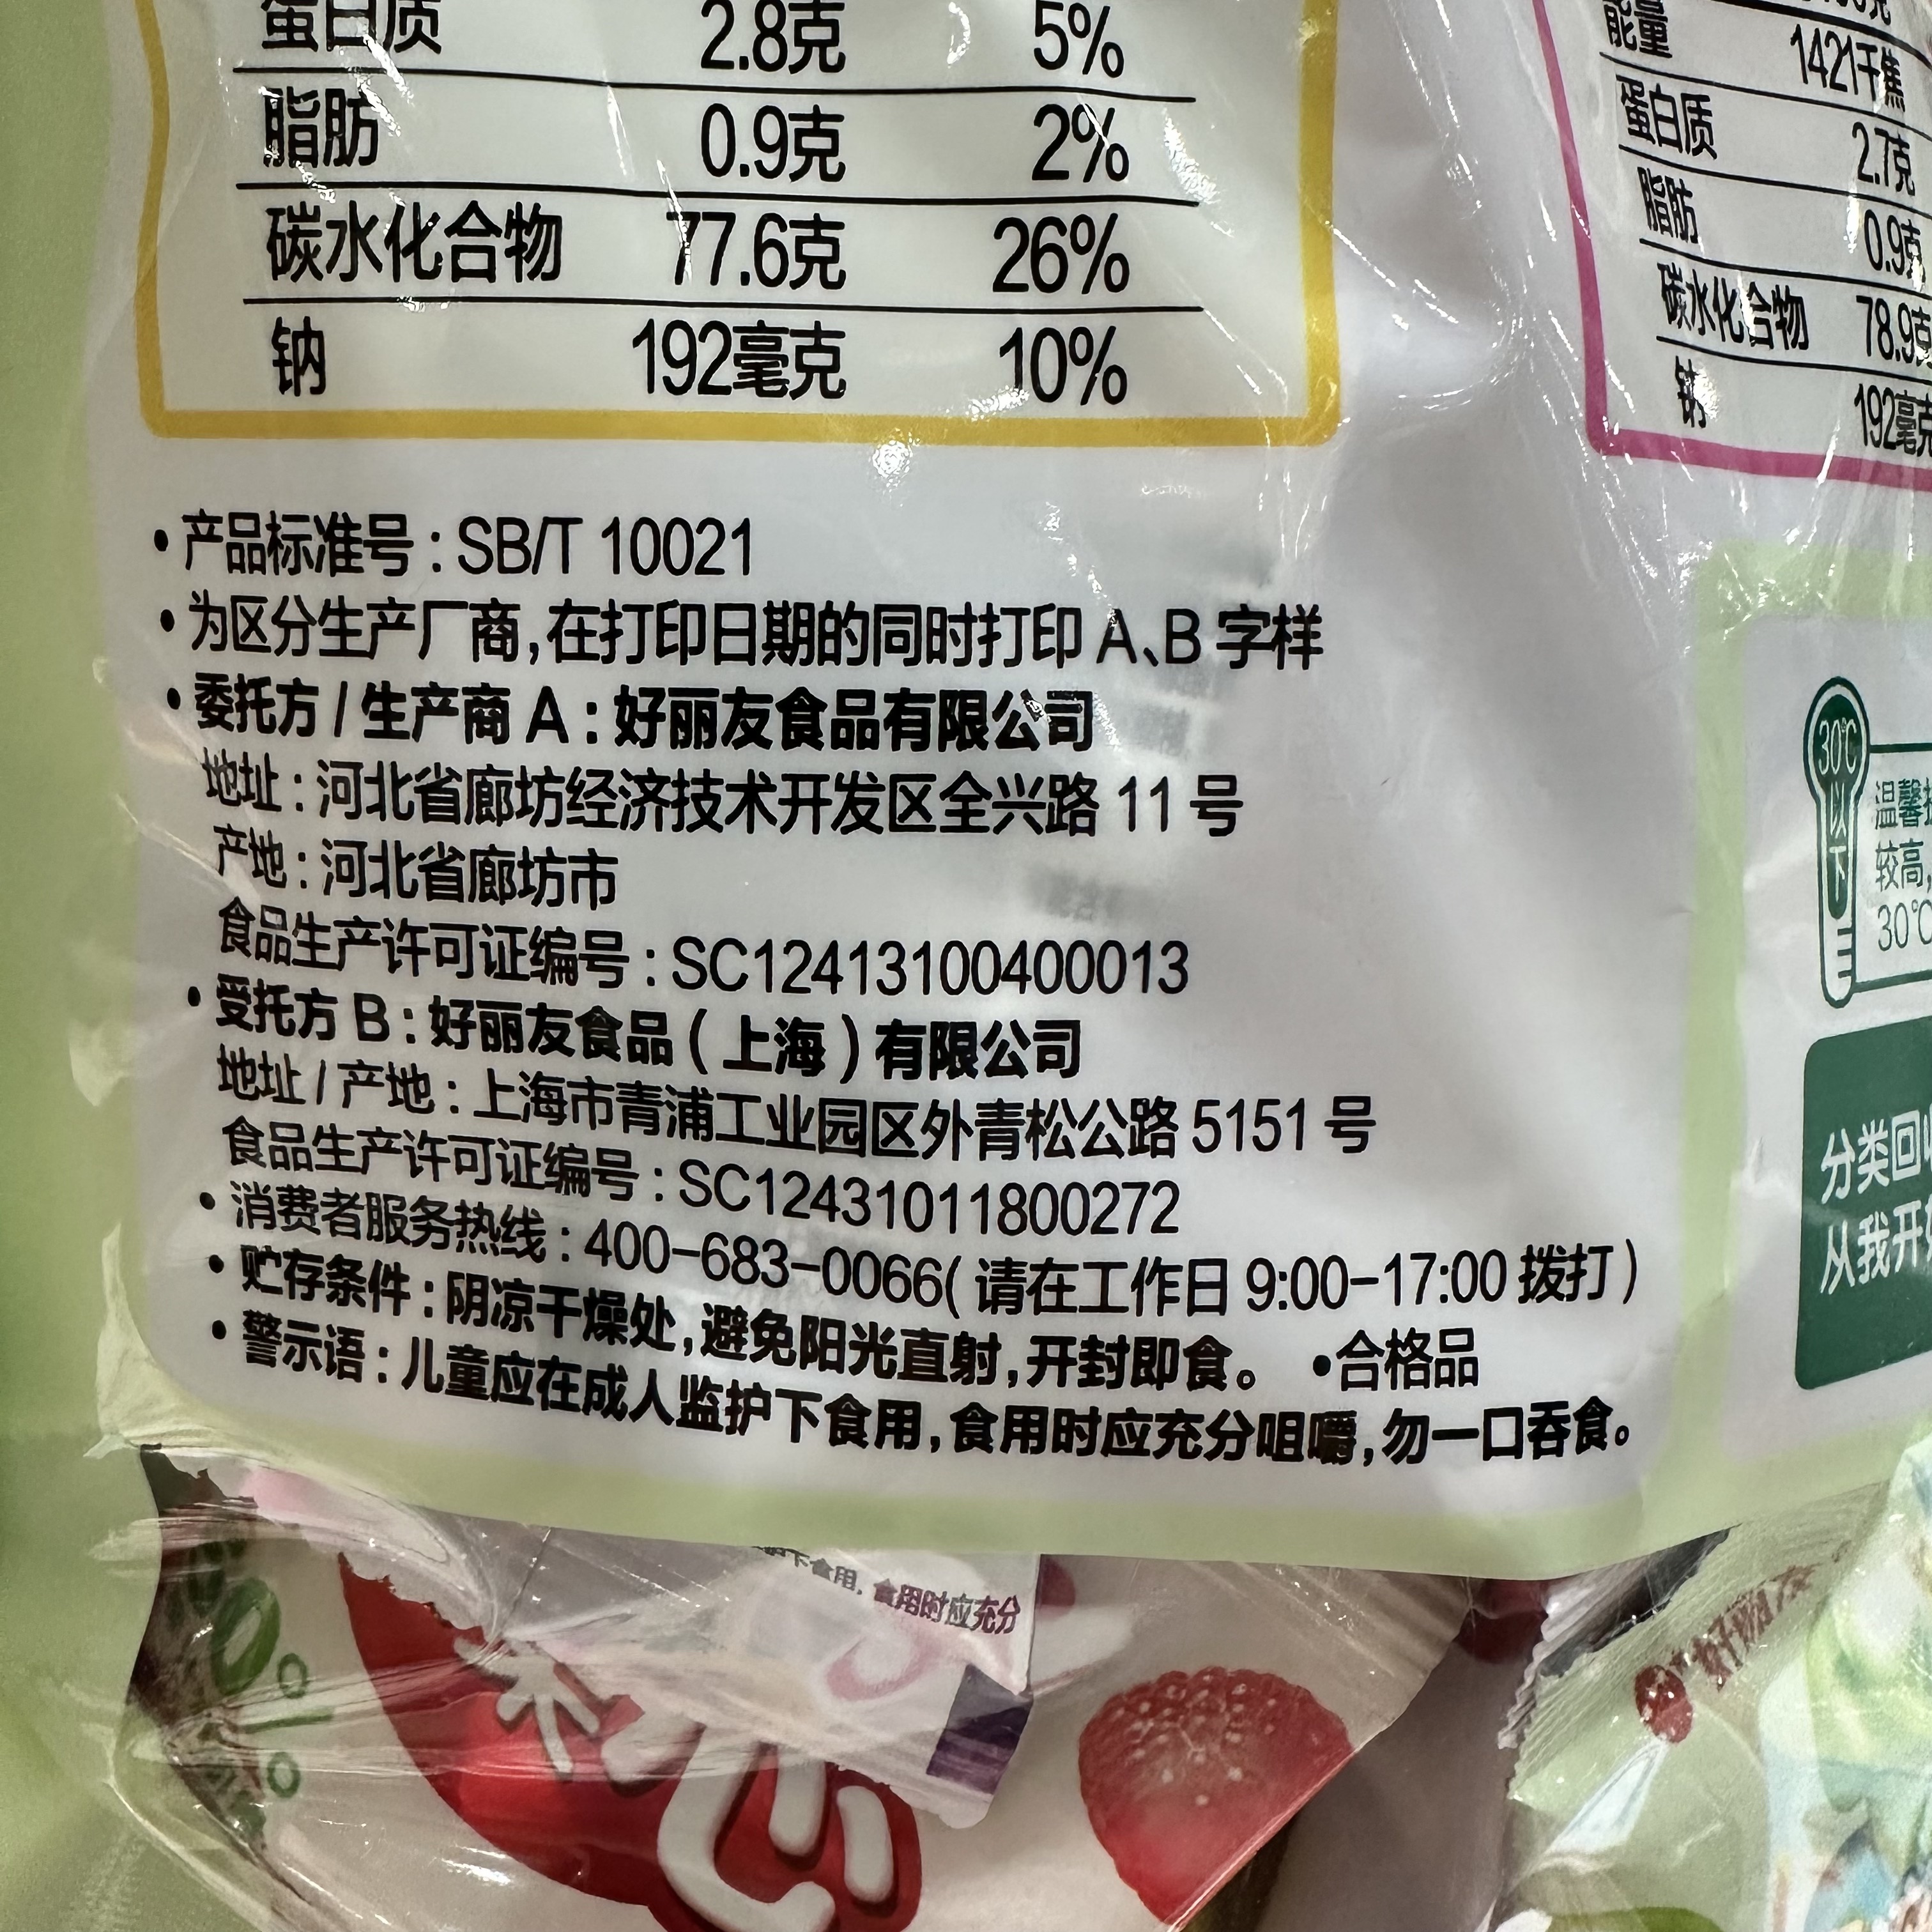 蛋白质 2.8克 5%
脂肪 0.9克 2%
碳水化合物 77.6克 26%
钠 192毫克 10%
能量 1421千焦
蛋白质 2.7克
脂肪 0.9克
碳水化合物 78.9克
钠 192毫克
•产品标准号:SB/T 10021
•为区分生产厂商,在打印日期的同时打印 A、B 字样
•委托方/生产商 A:好丽友食品有限公司
地址:河北省廊坊经济技术开发区全兴路 11 号
产地:河北省廊坊市
食品生产许可证编号:SC12413100400013
•受托方 B:好丽友食品(上海)有限公司
地址/产地:上海市青浦工业园区外青松公路 5151 号
食品生产许可证编号:SC12431011800272
•消费者服务热线:400-683-0066(请在工作日 9:00-17:00 拨打)
•贮存条件:阴凉干燥处,避免阳光直射,开封即食。 •合格品
•警示语:儿童应在成人监护下食用,食用时应充分咀嚼,勿一口吞食。
30℃以下
温馨
较高,
30℃
分类回收
从我开始
下食用,食用时应充分